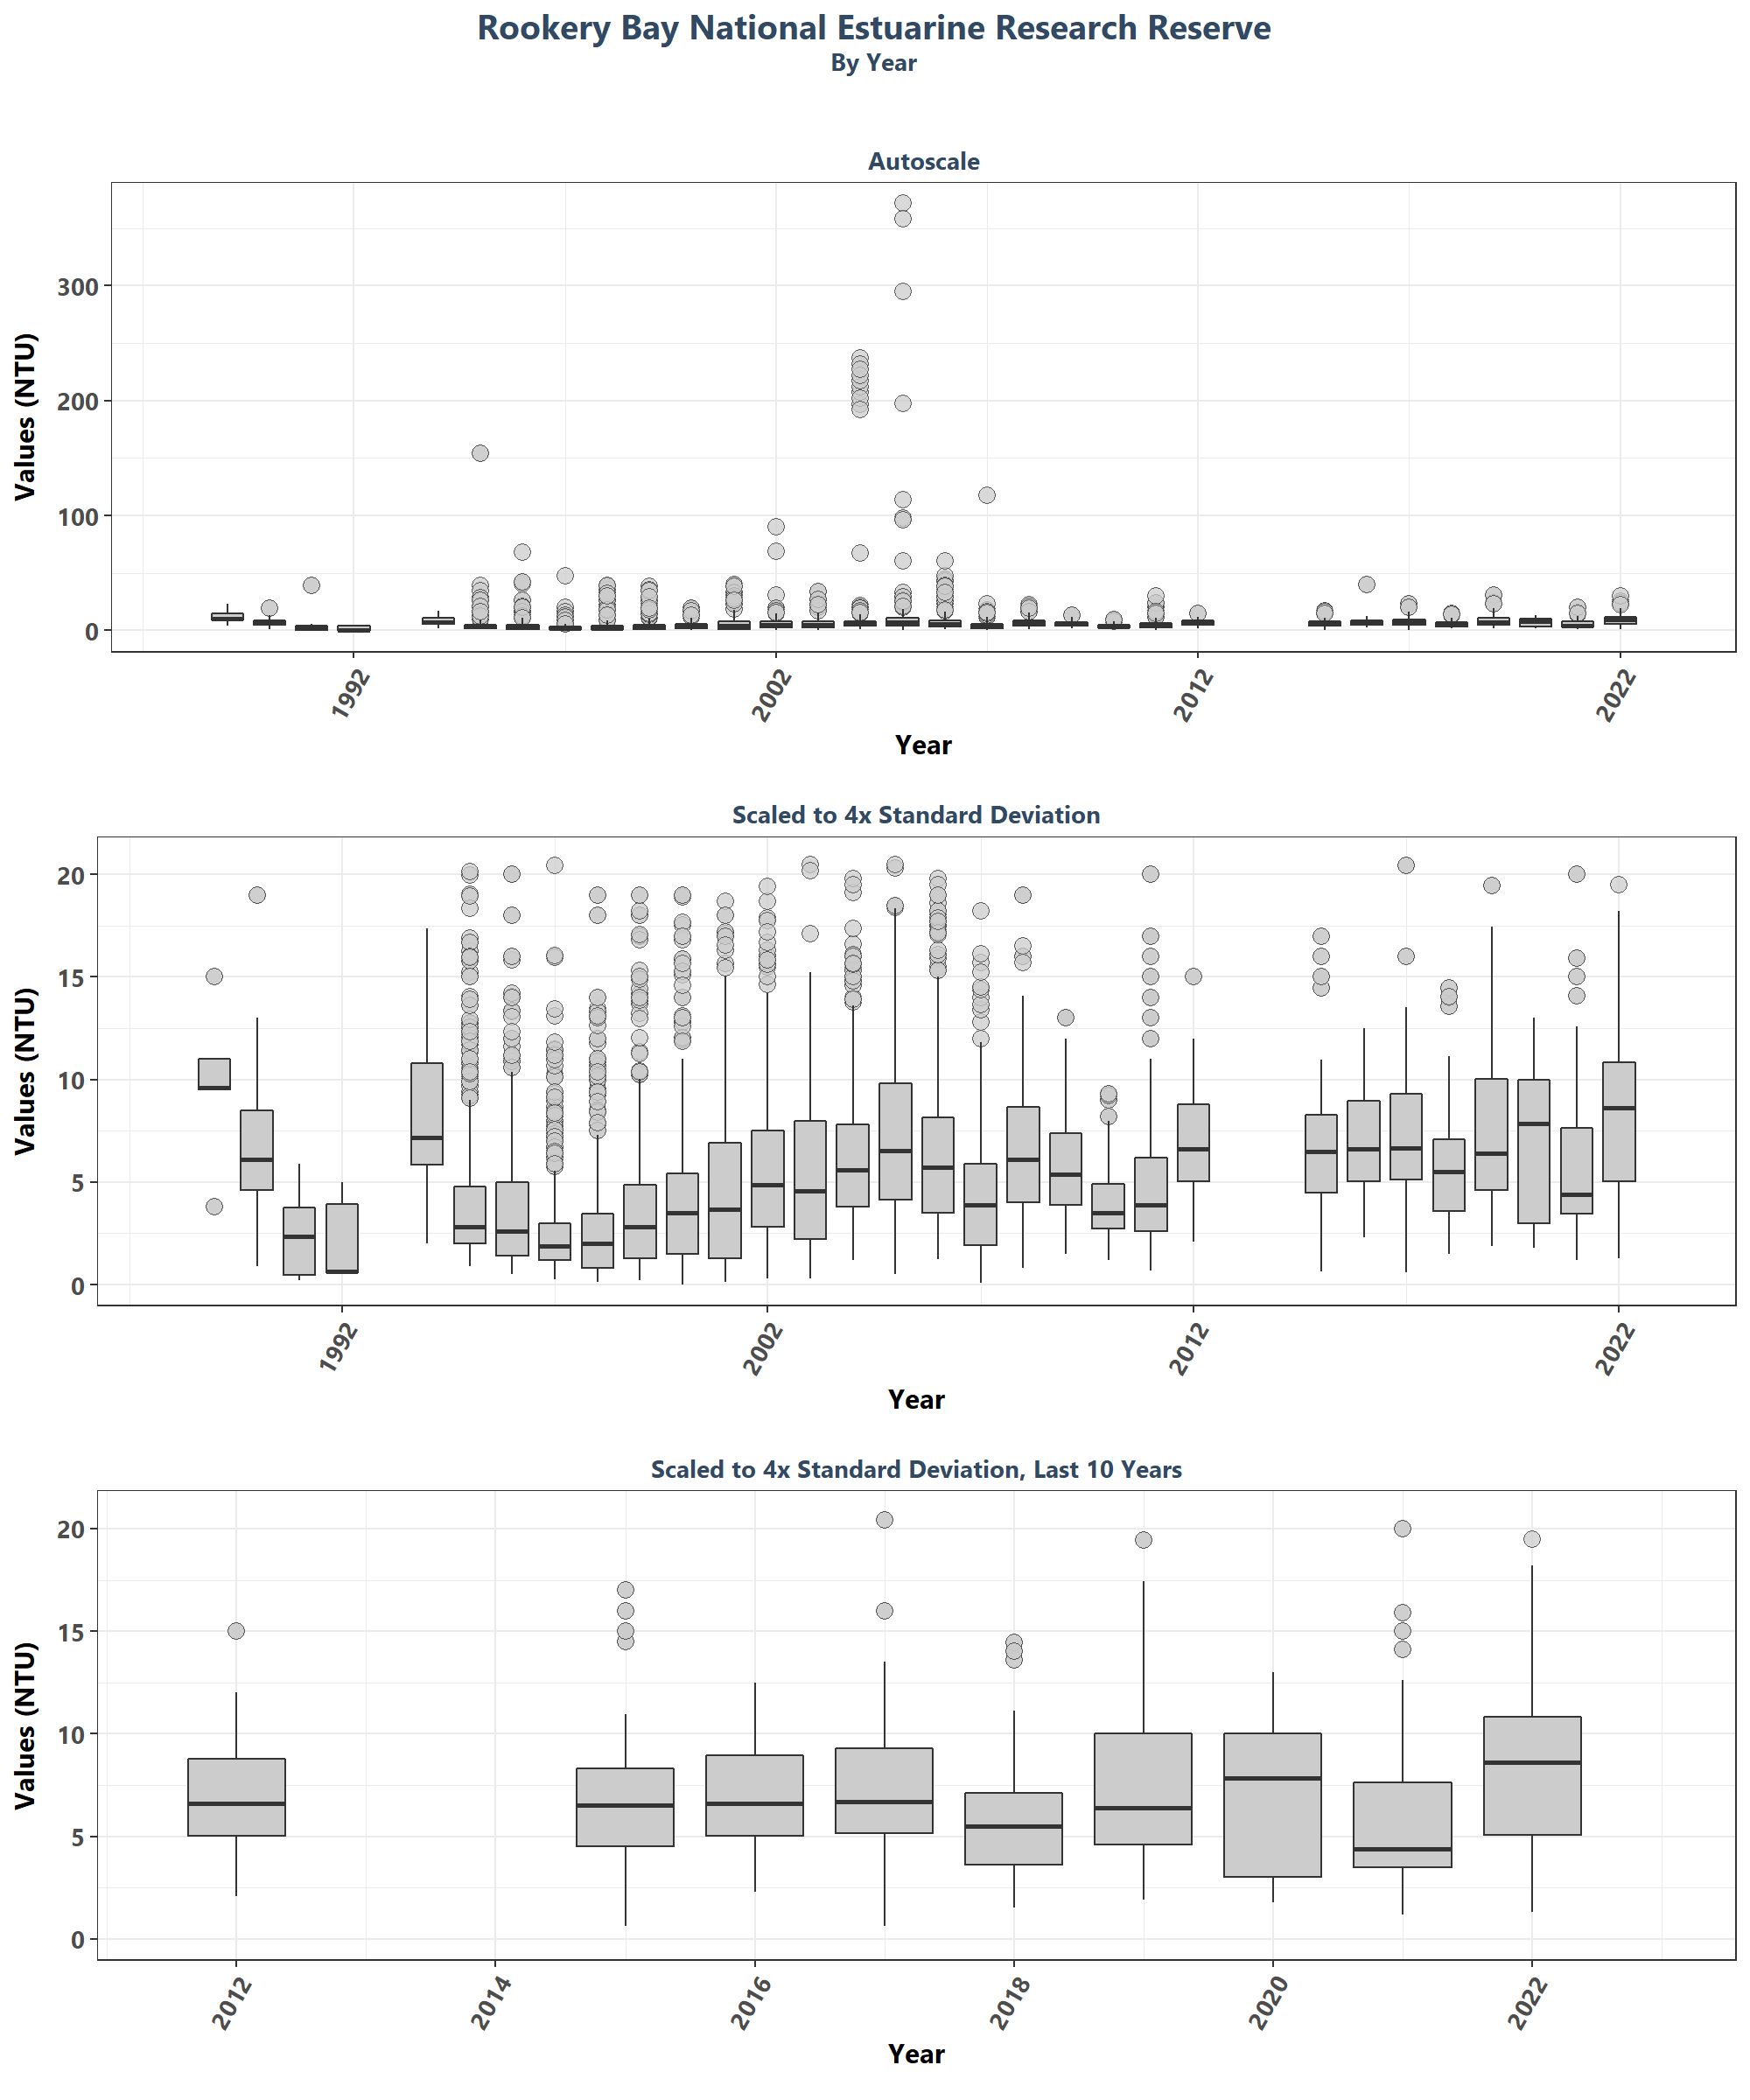 Rookery Bay National Estuarine Research Reserve
By Year
Autoscale
Values (NTU)
300
200
100
0
1992
2002
2012
2022
Year
Scaled to 4x Standard Deviation
Values (NTU)
20
15
10
5
0
1992
2002
2012
2022
Year
Scaled to 4x Standard Deviation, Last 10 Years
Values (NTU)
20
15
10
5
0
2012
2014
2016
2018
2020
2022
Year